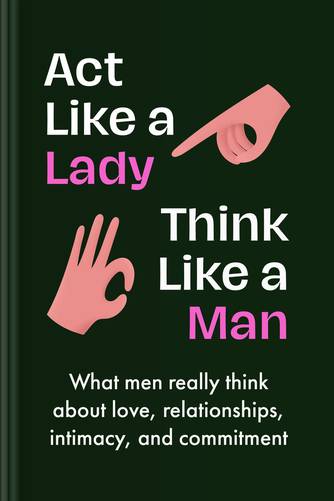 Act
Like a
Lady
Think
Like a
Man
What men really think
about love, relationships,
intimacy, and commitment